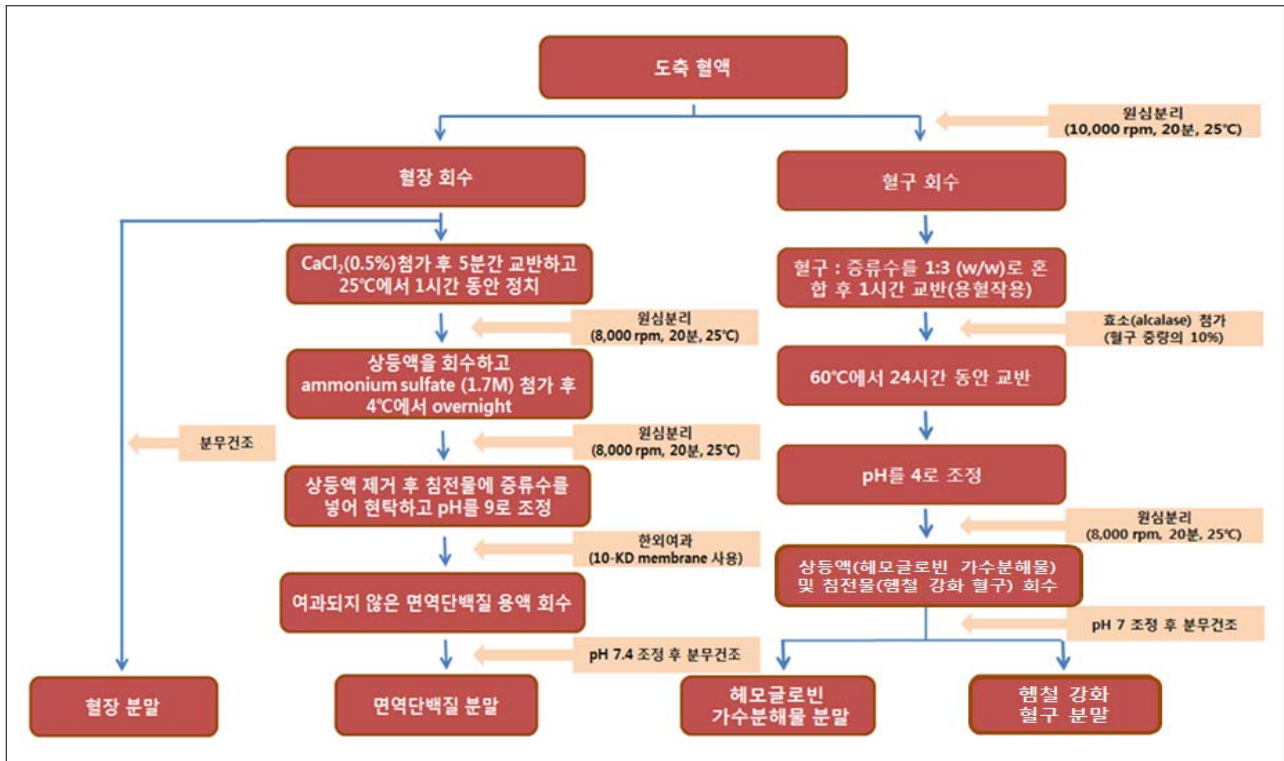 도축 혈액
원심분리
(10,000 rpm, 20분, 25℃)
혈장 회수
혈구 회수
CaCl₂(0.5%)첨가 후 5분간 교반하고
25℃에서 1시간 동안 정치
혈구 : 증류수를 1:3 (w/w)로 혼
합 후 1시간 교반(용혈작용)
원심분리
(8,000 rpm, 20분, 25℃)
효소(alcalase) 첨가
(혈구 중량의 10%)
상등액을 회수하고
ammonium sulfate (1.7M) 첨가 후
4℃에서 overnight
60℃에서 24시간 동안 교반
분무건조
원심분리
(8,000 rpm, 20분, 25℃)
상등액 제거 후 침전물에 증류수를
넣어 현탁하고 pH를 9로 조정
pH를 4로 조정
원심분리
(8,000 rpm, 20분, 25℃)
한외여과
(10-KD membrane 사용)
상등액(헤모글로빈 가수분해물)
및 침전물(헴철 강화 혈구) 회수
여과되지 않은 면역단백질 용액 회수
pH 7 조정 후 분무건조
pH 7.4 조정 후 분무건조
혈장 분말
면역단백질 분말
헤모글로빈
가수분해물 분말
헴철 강화
혈구 분말